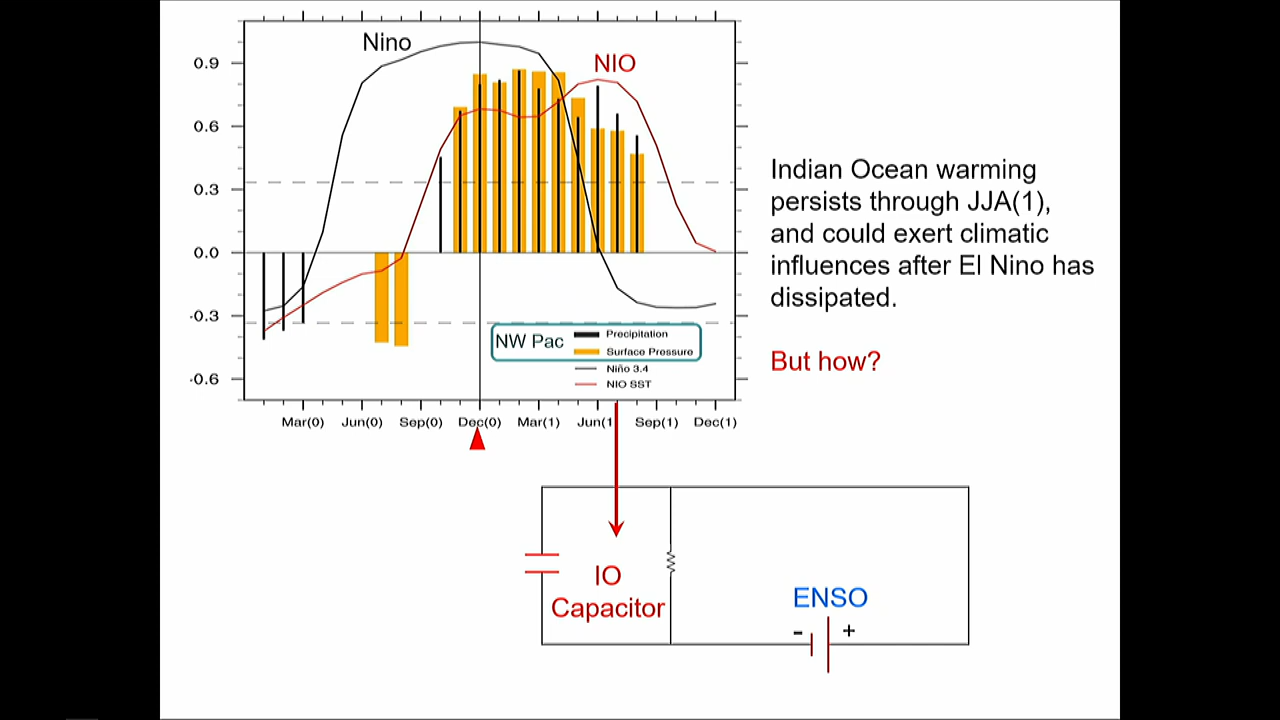 Nino
NIO
0.9
0.6
0.3
0.0
-0.3
-0.6
NW Pac
Precipitation
Surface Pressure
Niño 3.4
NIO SST
Mar(0) Jun(0) Sep(0) Dec(0) Mar(1) Jun(1 Sep(1) Dec(1)
Indian Ocean warming
persists through JJA(1),
and could exert climatic
influences after El Nino has
dissipated.
But how?
IO
Capacitor
ENSO
- +